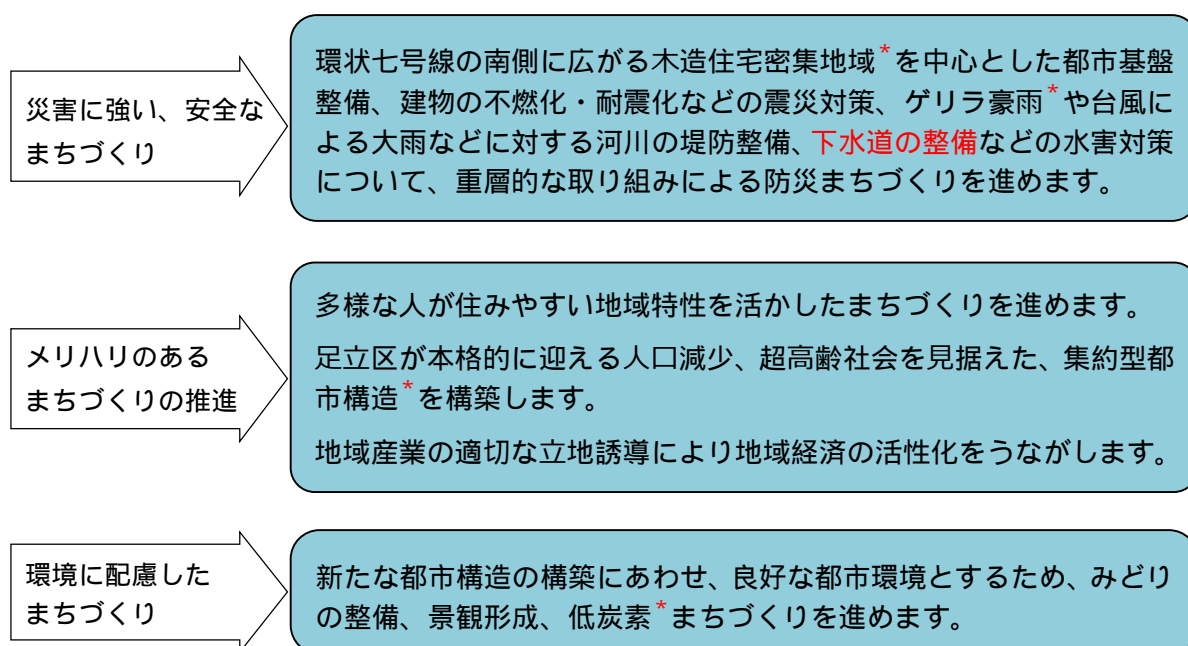 災害に強い、安全な
まちづくり
環状七号線の南側に広がる木造住宅密集地域*を中心とした都市基盤
整備、建物の不燃化・耐震化などの震災対策、ゲリラ豪雨*や台風に
よる大雨などに対する河川の堤防整備、下水道の整備などの水害対策
について、重層的な取り組みによる防災まちづくりを進めます。
メリハリのある
まちづくりの推進
多様な人が住みやすい地域特性を活かしたまちづくりを進めます。
足立区が本格的に迎える人口減少、超高齢社会を見据えた、集約型都
市構造*を構築します。
地域産業の適切な立地誘導により地域経済の活性化をうながします。
環境に配慮した
まちづくり
新たな都市構造の構築にあわせ、良好な都市環境とするため、みどり
の整備、景観形成、低炭素*まちづくりを進めます。